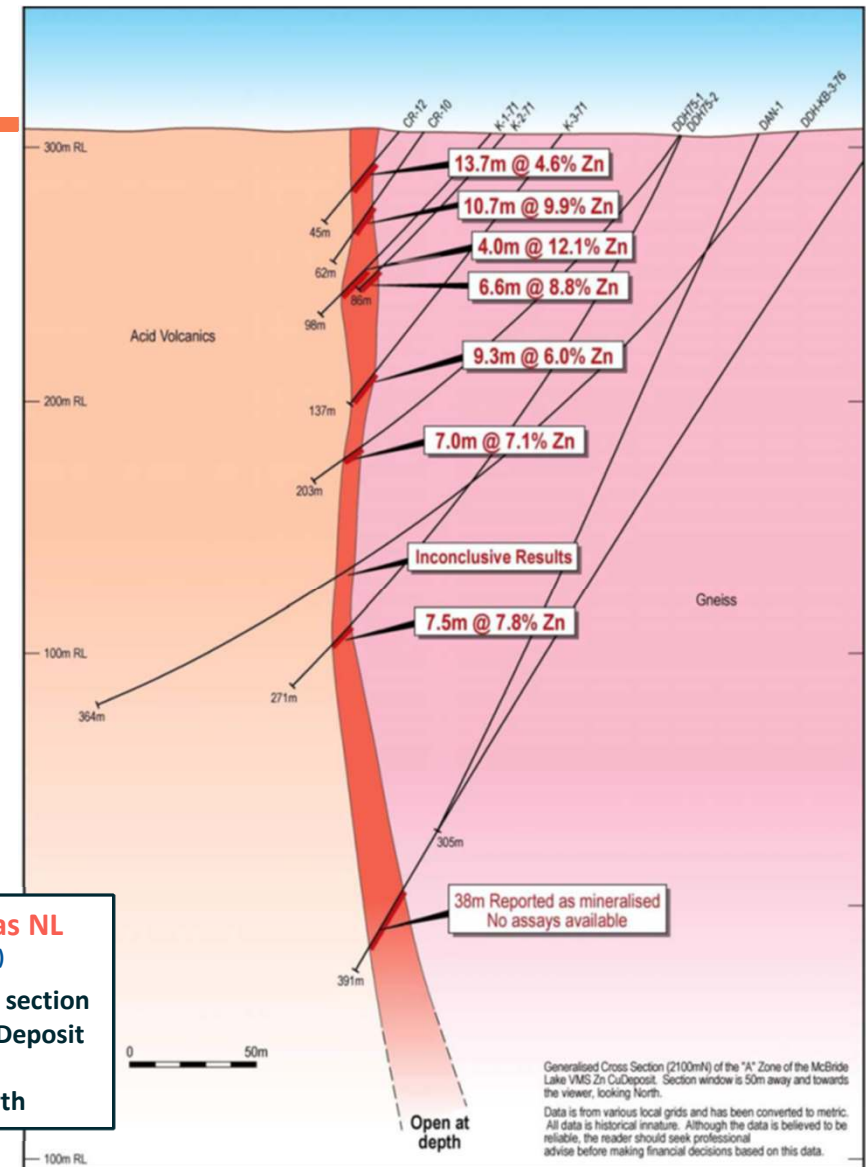 CR-12
CR-10
K-1-71
K-2-71
K-3-71
DDH75-1
DDH75-2
DAN-1
DDH-KB-3-76
300m RL
13.7m @ 4.6% Zn
10.7m @ 9.9% Zn
45m
4.0m @ 12.1% Zn
62m
6.6m @ 8.8% Zn
86m
98m
Acid Volcanics
9.3m @ 6.0% Zn
200m RL
137m
7.0m @ 7.1% Zn
203m
Inconclusive Results
Gneiss
7.5m @ 7.8% Zn
100m RL
271m
364m
305m
38m Reported as mineralised
No assays available
as NL
)
section
Deposit
th
391m
0 50m
Generalised Cross Section (2100mN) of the "A" Zone of the McBride
Lake VMS Zn CuDeposit. Section window is 50m away and towards
the viewer, looking North.
Data is from various local grids and has been converted to metric.
All data is historical innature. Although the data is believed to be
reliable, the reader should seek professional
advise before making financial decisions based on this data.
Open at
depth
100m RL